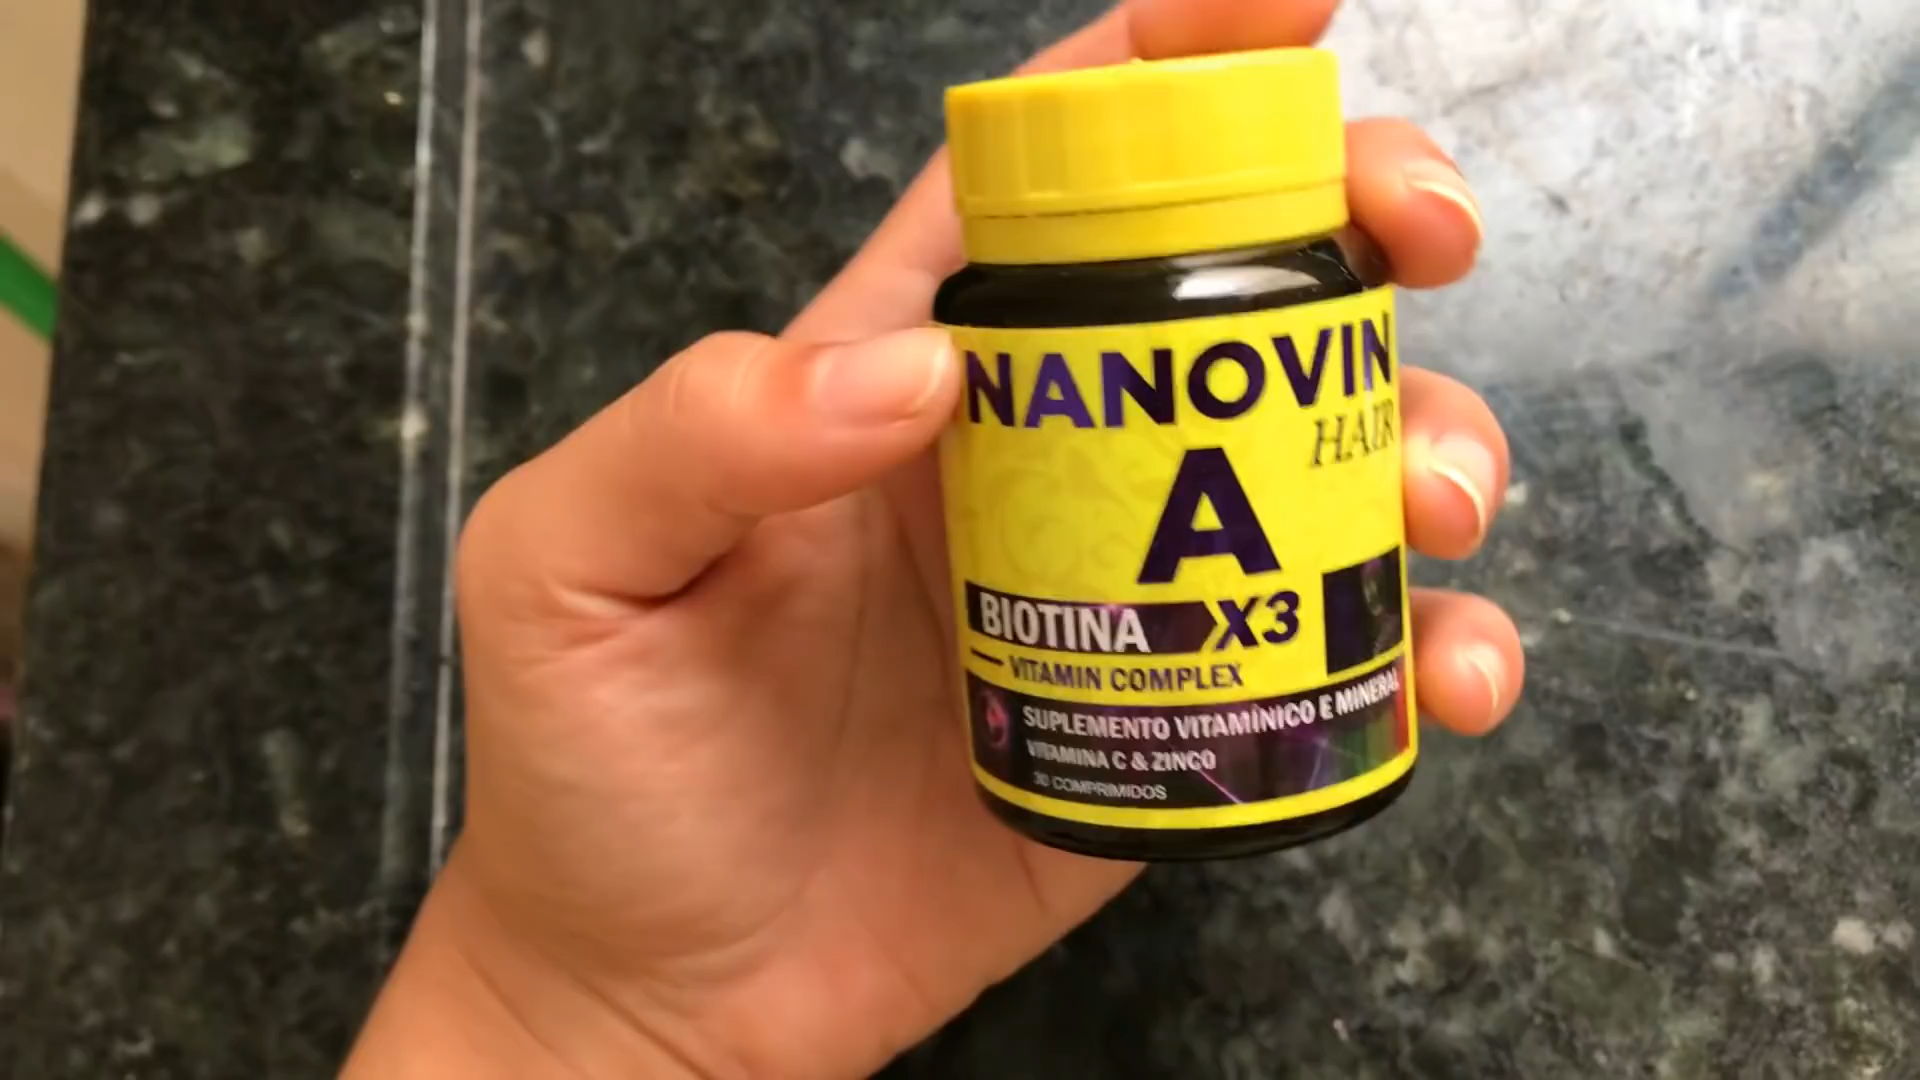 NANOVIN
HAIR
A
BIOTINA X3
VITAMIN COMPLEX
SUPLEMENTO VITAMÍNICO E MINERAL
VITAMINA C & ZINCO
30 COMPRIMIDOS